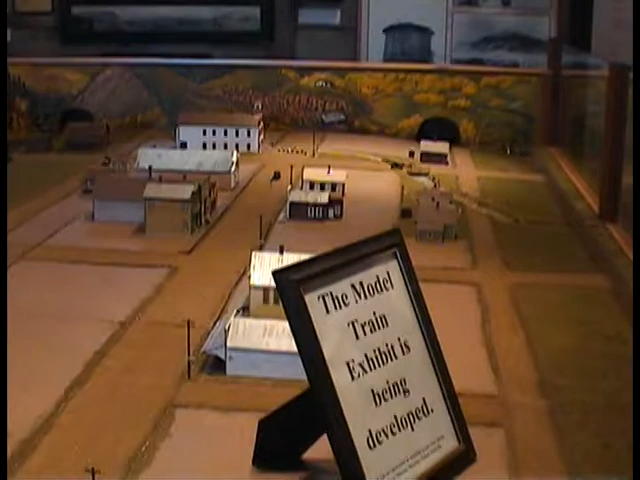 The Model
Train
Exhibit is
being
developed.